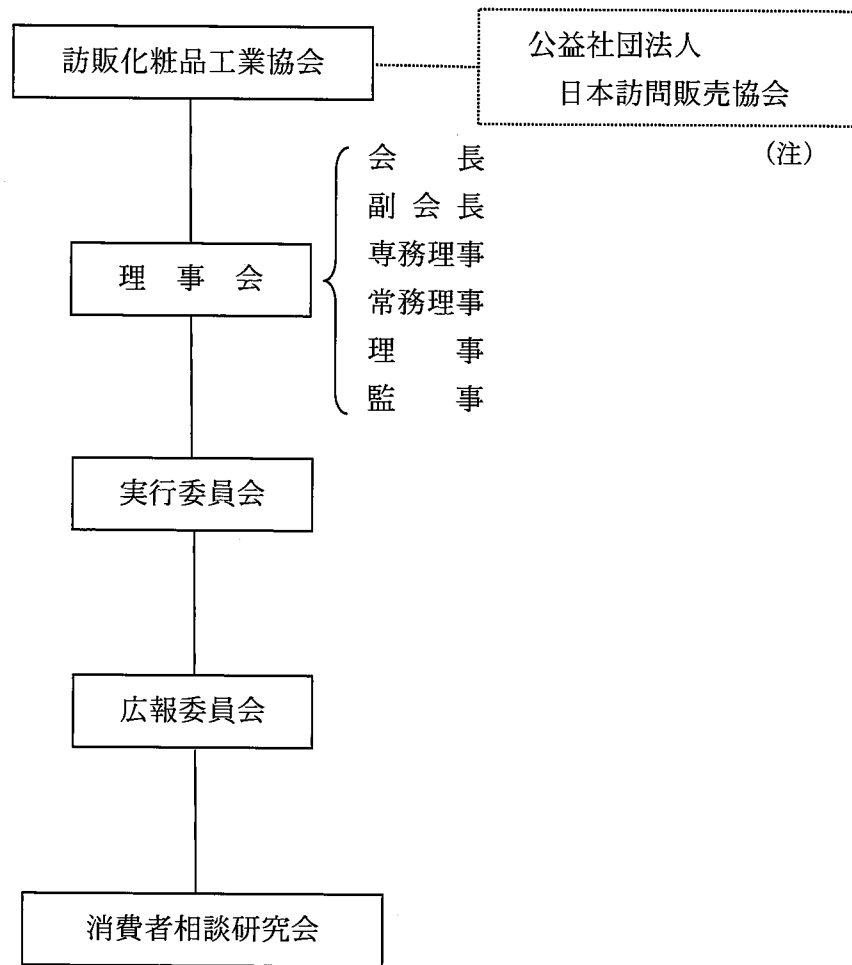 訪販化粧品工業協会
公益社団法人
日本訪問販売協会
(注)
理事会
会長
副会長
専務理事
常務理事
理事
監事
実行委員会
広報委員会
消費者相談研究会